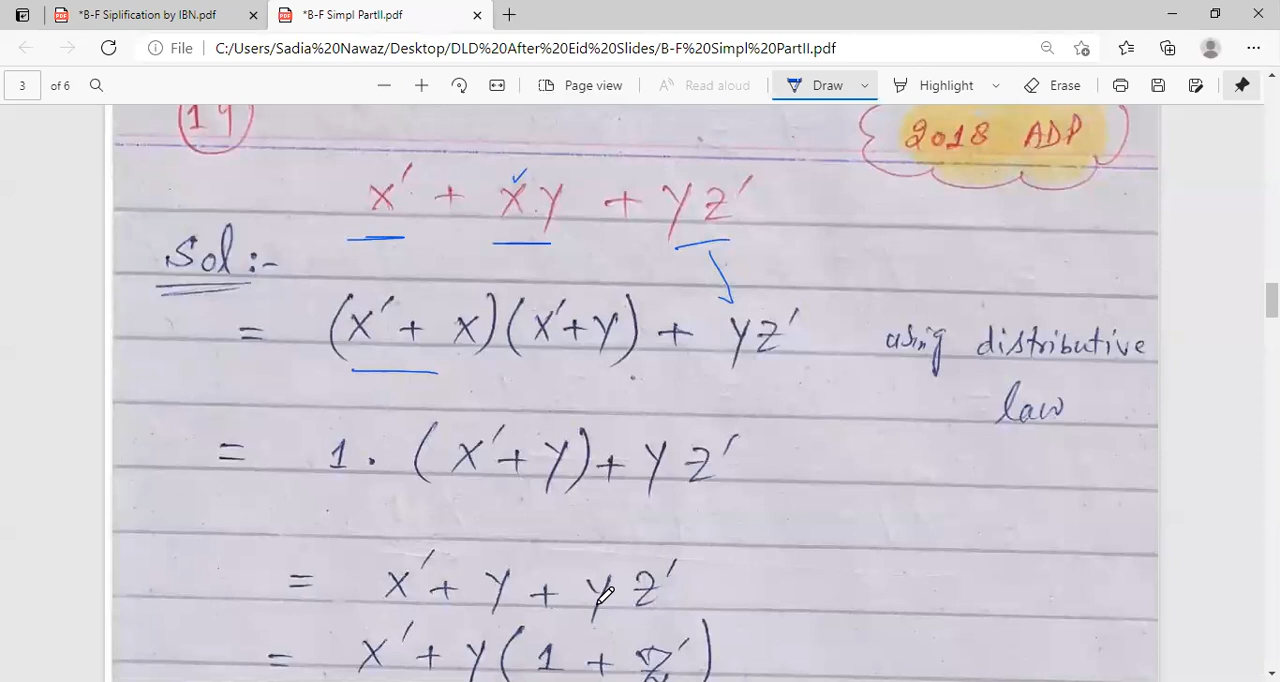 *B-F Siplification by IBN.pdf
*B-F Simpl PartII.pdf
File
C:/Users/Sadia%20Nawaz/Desktop/DLD%20After%20Eid%20Slides/B-F%20Simpl%20PartII.pdf
3 of 6
Page view
Read aloud
Draw
Highlight
Erase
14
2018 ADP
x' + x.y + yz'
Sol:-
= (x' + x)(x'+y) + yz' using distributive
law
= 1. (x'+y)+yz'
= x'+ y + yz'
= x'+ y(1 + z')